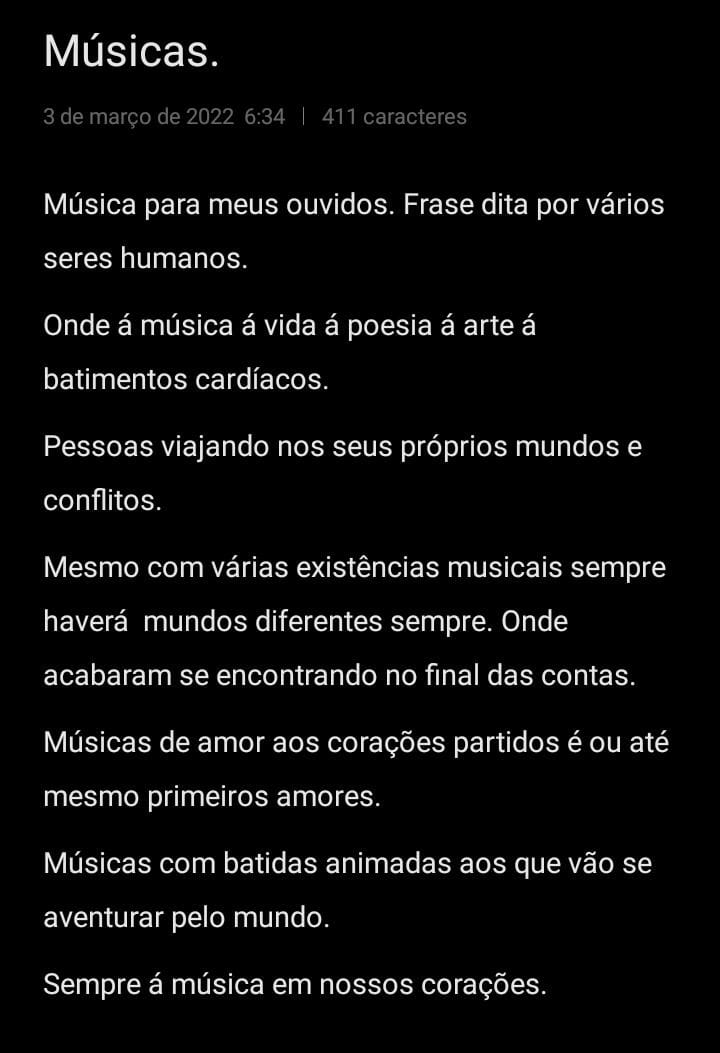 Músicas.
3 de março de 2022  6:34 | 411 caracteres
Música para meus ouvidos. Frase dita por vários
seres humanos.
Onde á música á vida á poesia á arte á
batimentos cardíacos.
Pessoas viajando nos seus próprios mundos e
conflitos.
Mesmo com várias existências musicais sempre
haverá  mundos diferentes sempre. Onde
acabaram se encontrando no final das contas.
Músicas de amor aos corações partidos é ou até
mesmo primeiros amores.
Músicas com batidas animadas aos que vão se
aventurar pelo mundo.
Sempre á música em nossos corações.